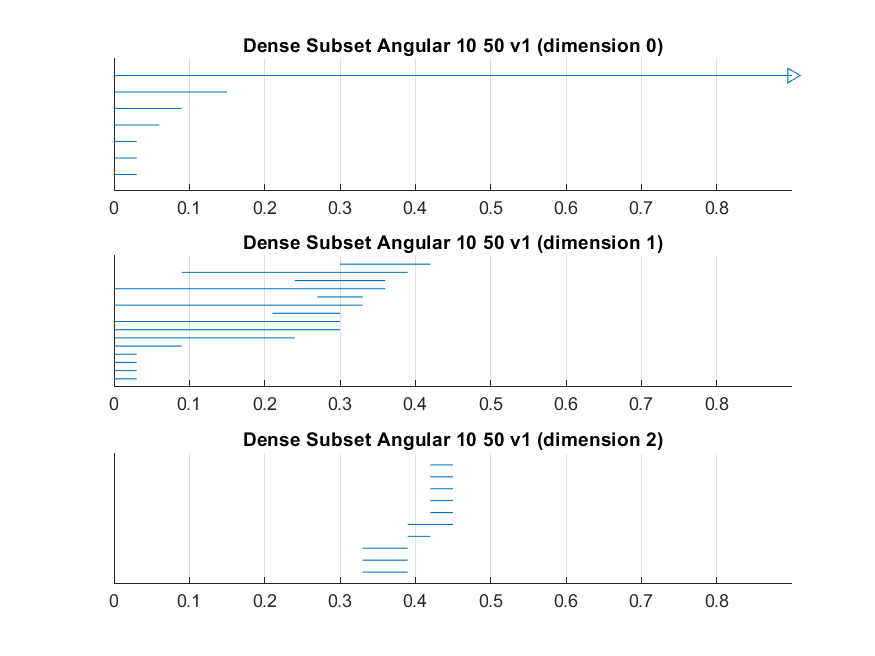 Dense Subset Angular 10 50 v1 (dimension 0)
0 0.1 0.2 0.3 0.4 0.5 0.6 0.7 0.8
Dense Subset Angular 10 50 v1 (dimension 1)
0 0.1 0.2 0.3 0.4 0.5 0.6 0.7 0.8
Dense Subset Angular 10 50 v1 (dimension 2)
0 0.1 0.2 0.3 0.4 0.5 0.6 0.7 0.8